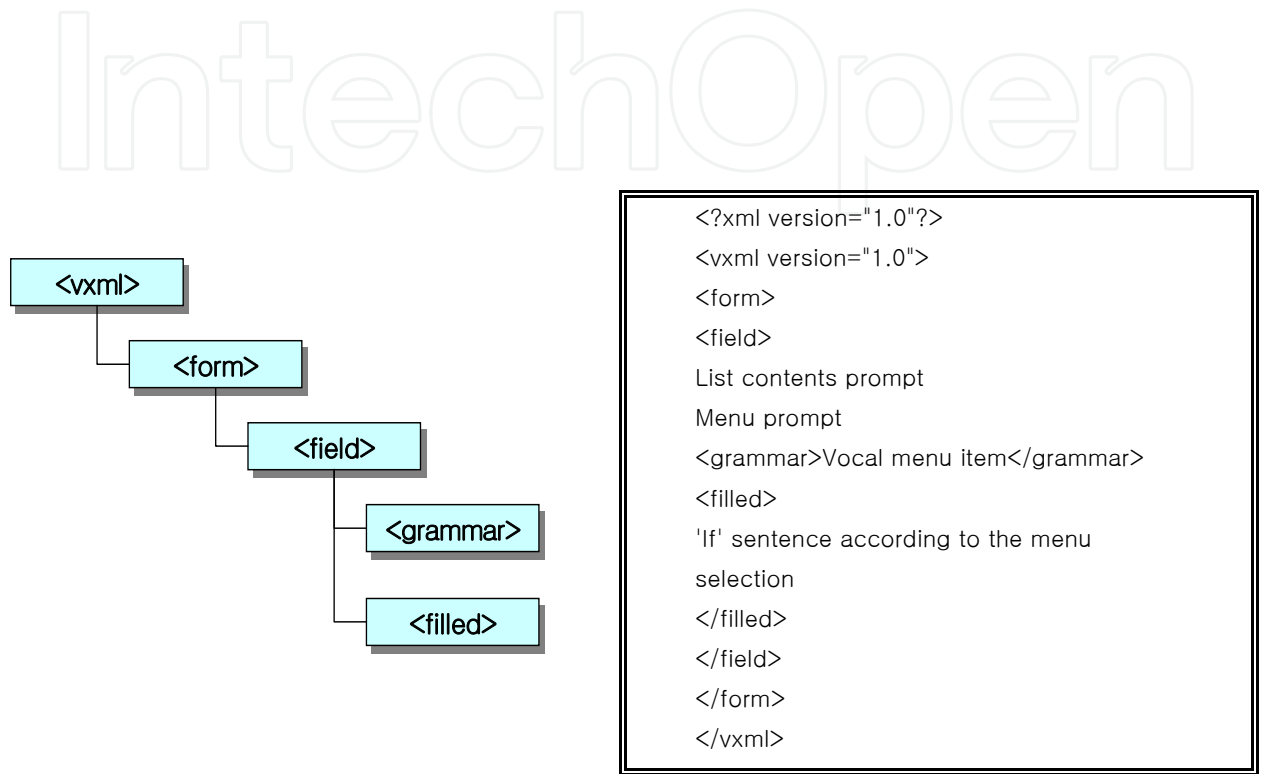 IntechOpen
<vxml>
<form>
<field>
<grammar>
<filled>
<?xml version="1.0"?>
<vxml version="1.0">
<form>
<field>
List contents prompt
Menu prompt
<grammar>Vocal menu item</grammar>
<filled>
'If' sentence according to the menu
selection
</filled>
</field>
</form>
</vxml>